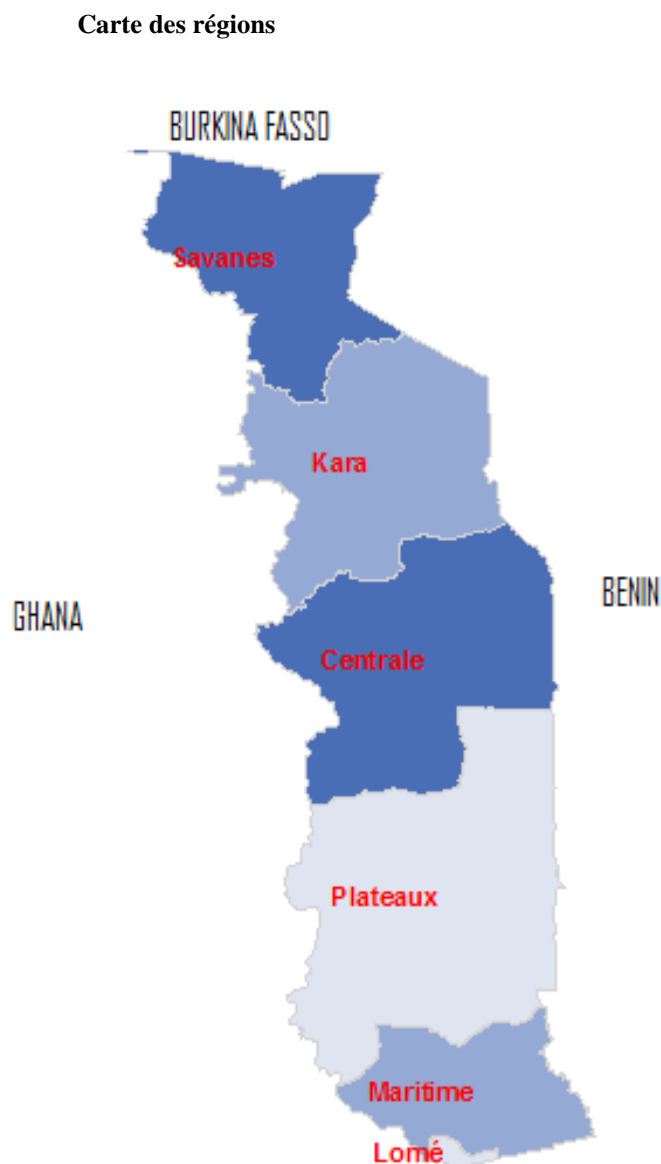 Carte des régions
BURKINA FASSO
Savanes
Kara
BENIN
GHANA
Centrale
Plateaux
Maritime
Lomé